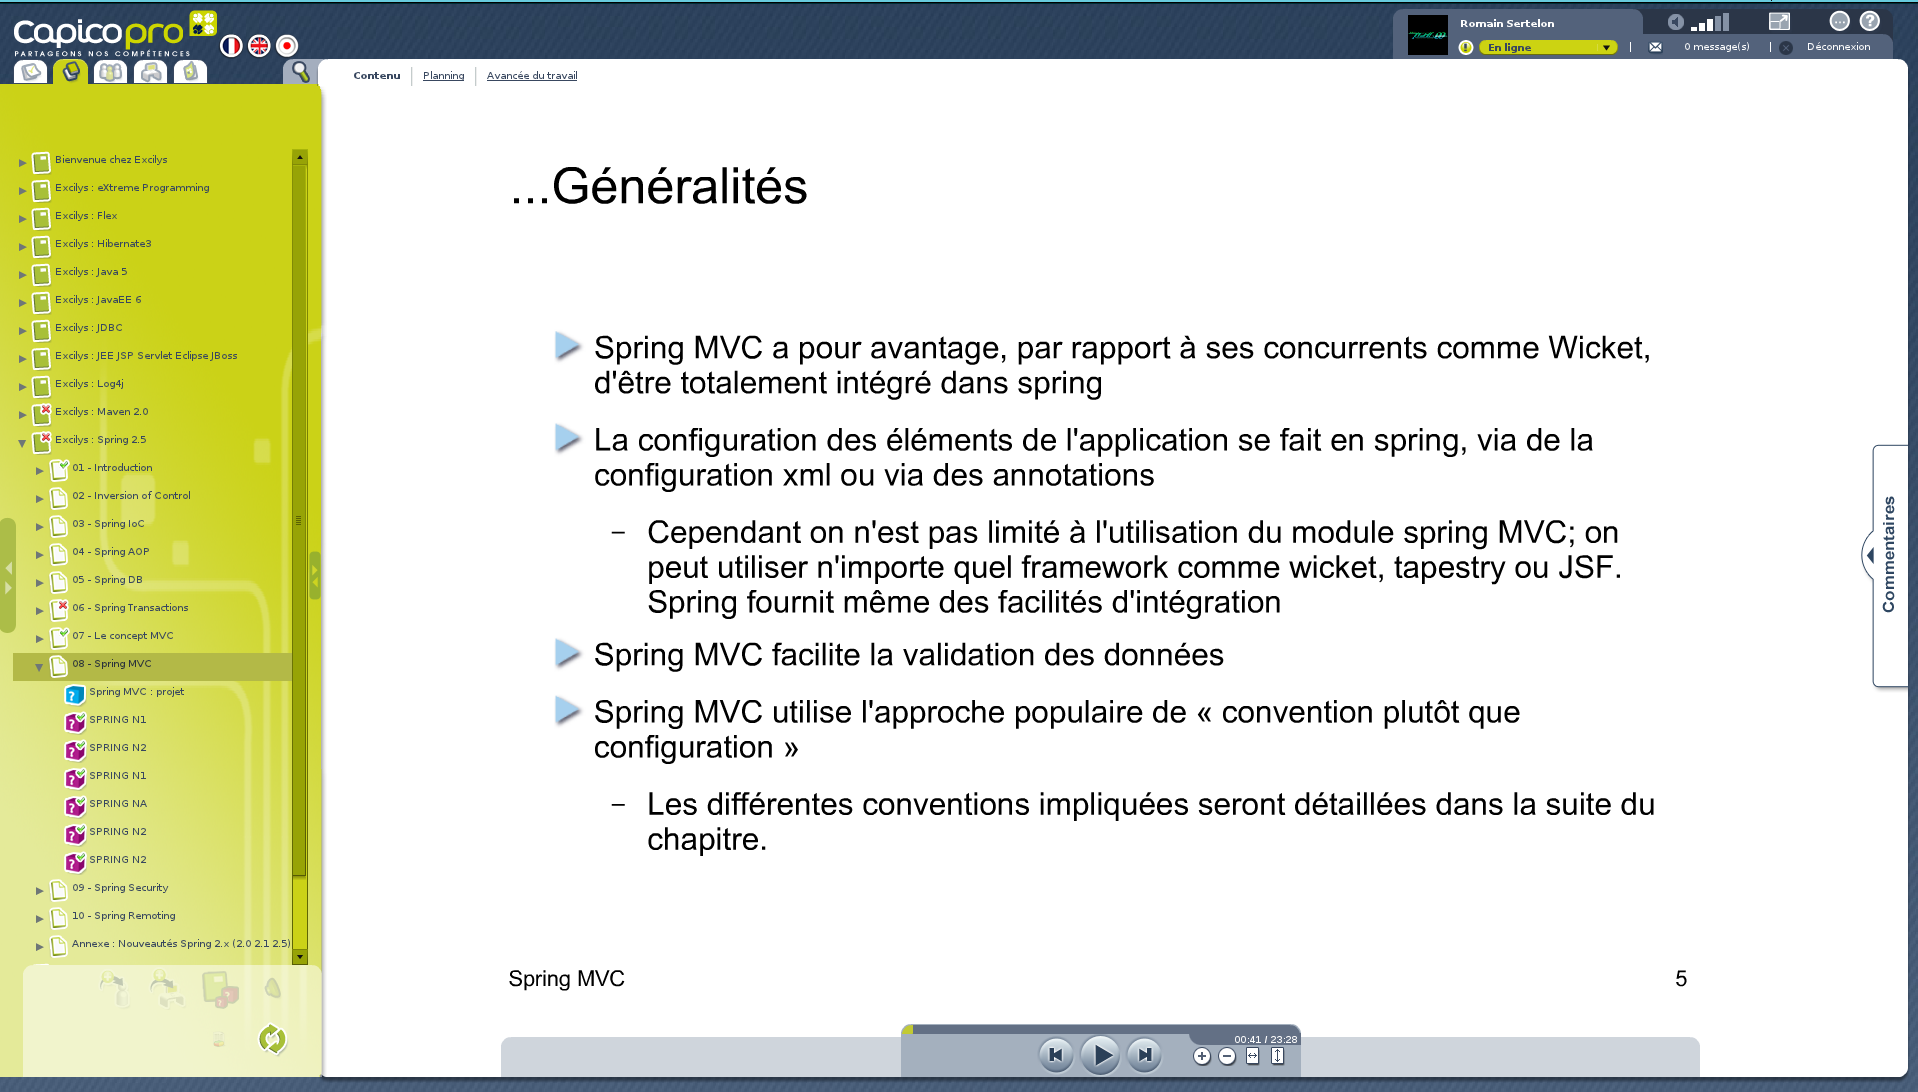 Capicopro
PARTAGEONS NOS COMPÉTENCES
Romain Sertelon
En ligne
0 message(s)
Déconnexion
Contenu
Planning
Avancée du travail
Bienvenue chez Excilys
Excilys : eXtreme Programming
Excilys : Flex
Excilys : Hibernate3
Excilys : Java 5
Excilys : JavaEE 6
Excilys : JDBC
Excilys : JEE JSP Servlet Eclipse JBoss
Excilys : Log4j
Excilys : Maven 2.0
Excilys : Spring 2.5
01 - Introduction
02 - Inversion of Control
03 - Spring IoC
04 - Spring AOP
05 - Spring DB
06 - Spring Transactions
07 - Le concept MVC
08 - Spring MVC
Spring MVC : projet
SPRING N1
SPRING N2
SPRING N1
SPRING NA
SPRING N2
SPRING N2
09 - Spring Security
10 - Spring Remoting
Annexe : Nouveautés Spring 2.x (2.0 2.1 2.5)
...Généralités
Spring MVC a pour avantage, par rapport à ses concurrents comme Wicket,
d'être totalement intégré dans spring
La configuration des éléments de l'application se fait en spring, via de la
configuration xml ou via des annotations
– Cependant on n'est pas limité à l'utilisation du module spring MVC; on
peut utiliser n'importe quel framework comme wicket, tapestry ou JSF.
Spring fournit même des facilités d'intégration
Spring MVC facilite la validation des données
Spring MVC utilise l'approche populaire de « convention plutôt que
configuration »
– Les différentes conventions impliquées seront détaillées dans la suite du
chapitre.
Spring MVC
5
Commentaires
00:41 / 23:28